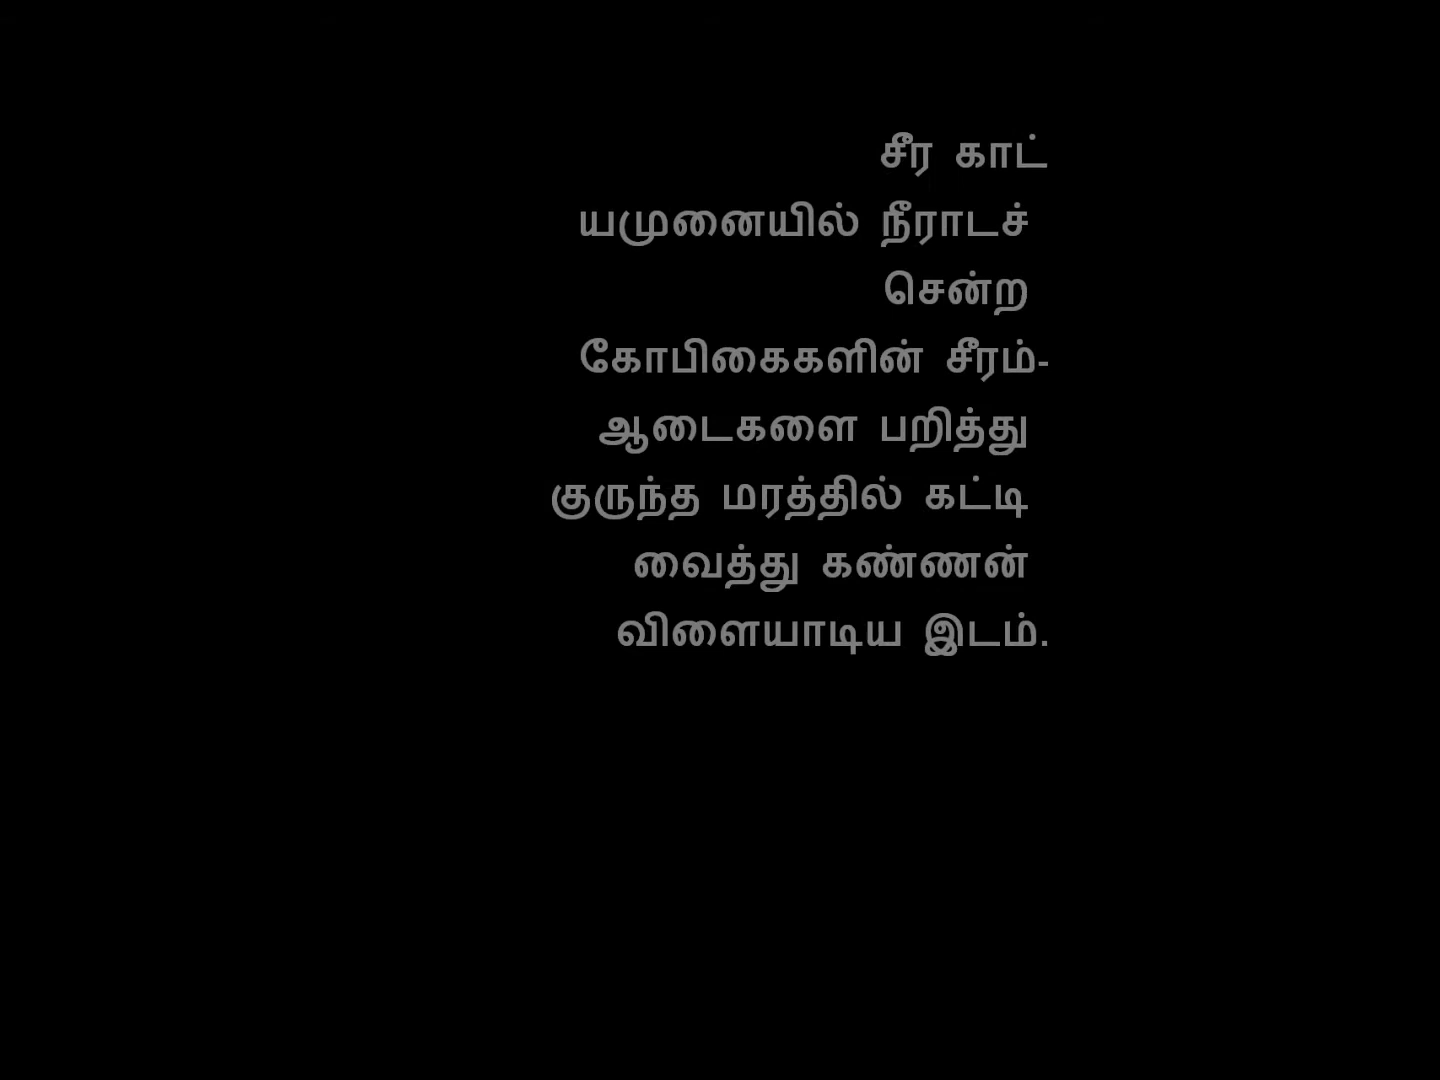 சீர காட்
யமுனையில் நீராடச்
சென்ற
கோபிகைகளின் சீரம்-
ஆடைகளை பறித்து
குருந்த மரத்தில் கட்டி
வைத்து கண்ணன்
விளையாடிய இடம்.